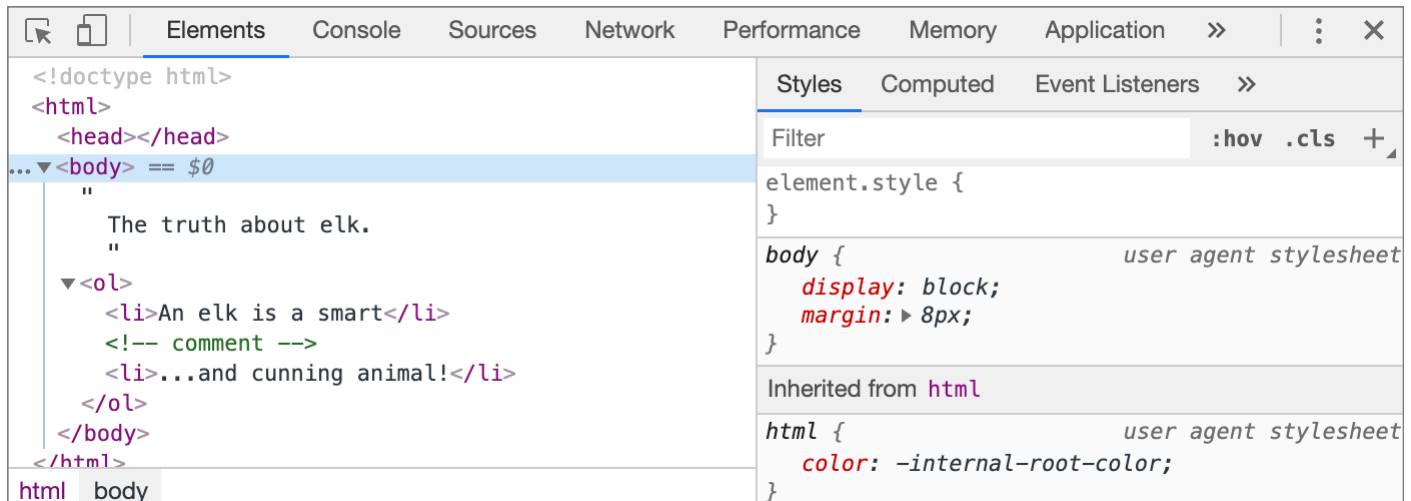 Elements Console Sources Network Performance Memory Application »
<!doctype html>
<html>
<head></head>
… <body> == $0
"
The truth about elk.
"
<ol>
<li>An elk is a smart</li>
<!-- comment -->
<li>...and cunning animal!</li>
</ol>
</body>
</html>
html body
Styles Computed Event Listeners »
Filter :hov .cls +
element.style {
}
body { user agent stylesheet
display: block;
margin: 8px;
}
Inherited from html
html { user agent stylesheet
color: -internal-root-color;
}